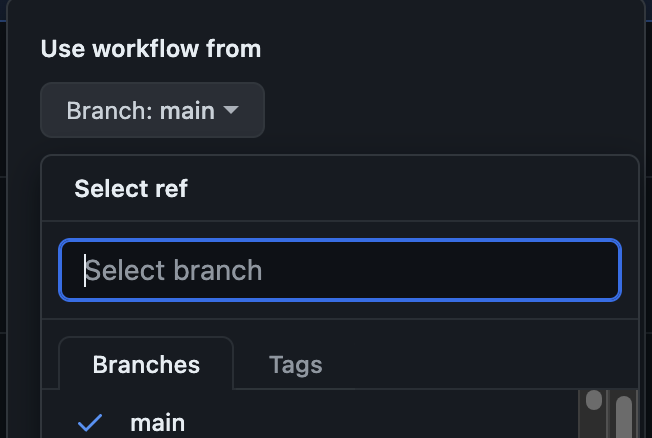 Use workflow from
Branch: main
Select ref
Select branch
Branches Tags
main